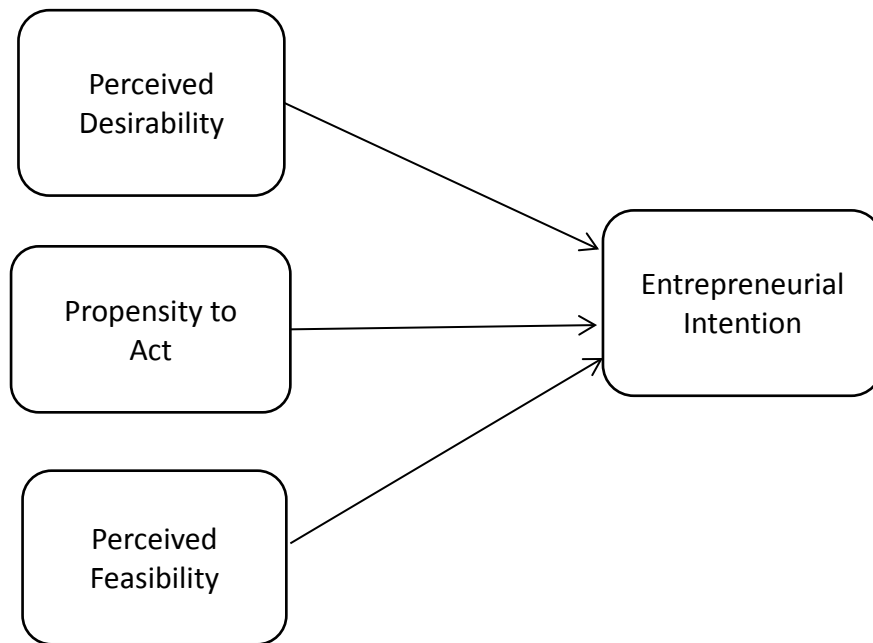 Perceived
Desirability
Propensity to
Act
Perceived
Feasibility
Entrepreneurial
Intention